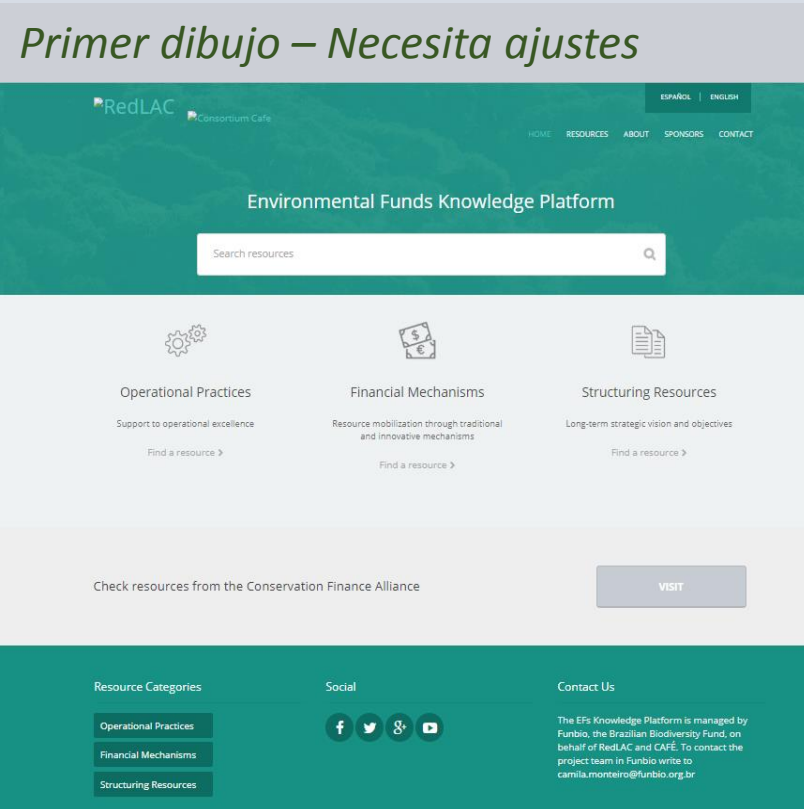 Primer dibujo – Necesita ajustes
ESPAÑOL | ENGLISH
RedLAC
Consortium Cafe
HOME RESOURCES ABOUT SPONSORS CONTACT
Environmental Funds Knowledge Platform
Search resources
Operational Practices
Support to operational excellence
Find a resource >
Financial Mechanisms
Resource mobilization through traditional
and innovative mechanisms
Find a resource >
Structuring Resources
Long-term strategic vision and objectives
Find a resource >
Check resources from the Conservation Finance Alliance
VISIT
Resource Categories
Operational Practices
Financial Mechanisms
Structuring Resources
Social
Contact Us
The EFs Knowledge Platform is managed by
Funbio, the Brazilian Biodiversity Fund, on
behalf of RedLAC and CAFÉ. To contact the
project team in Funbio write to
camila.monteiro@funbio.org.br